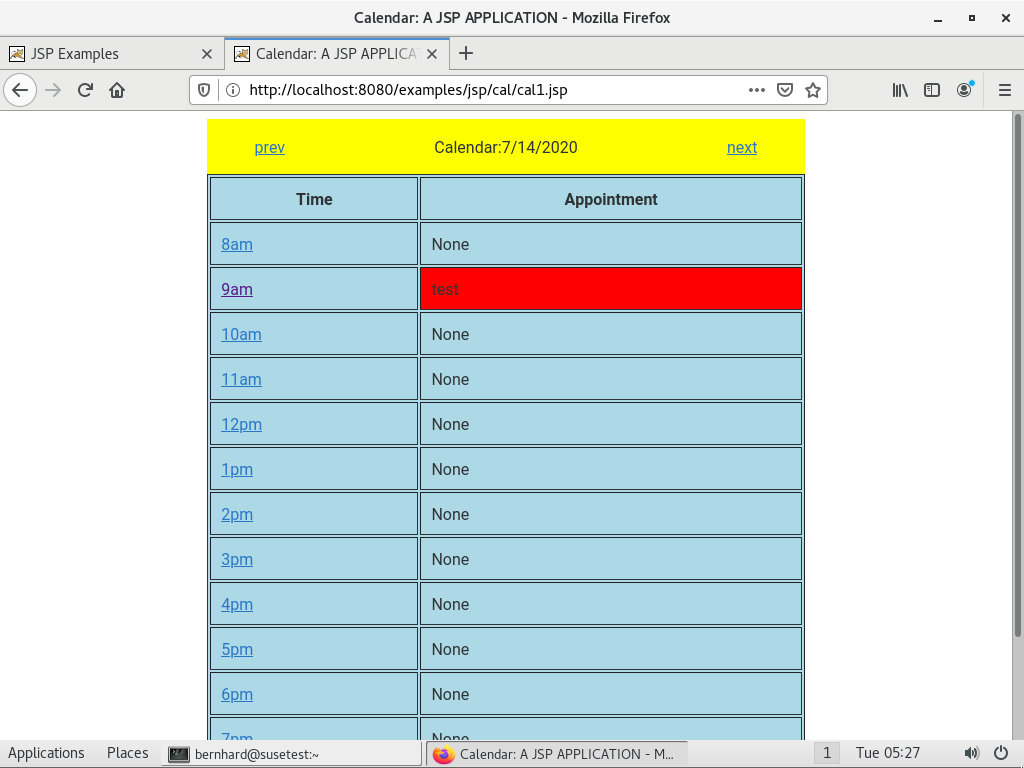 Calendar: A JSP APPLICATION - Mozilla Firefox
JSP Examples
Calendar: A JSP APPLICA
http://localhost:8080/examples/jsp/cal/cal1.jsp
prev Calendar:7/14/2020 next
Time Appointment
8am None
9am test
10am None
11am None
12pm None
1pm None
2pm None
3pm None
4pm None
5pm None
6pm None
7pm None
Applications Places bernhard@susetest:~ Calendar: A JSP APPLICATION - M... 1 Tue 05:27